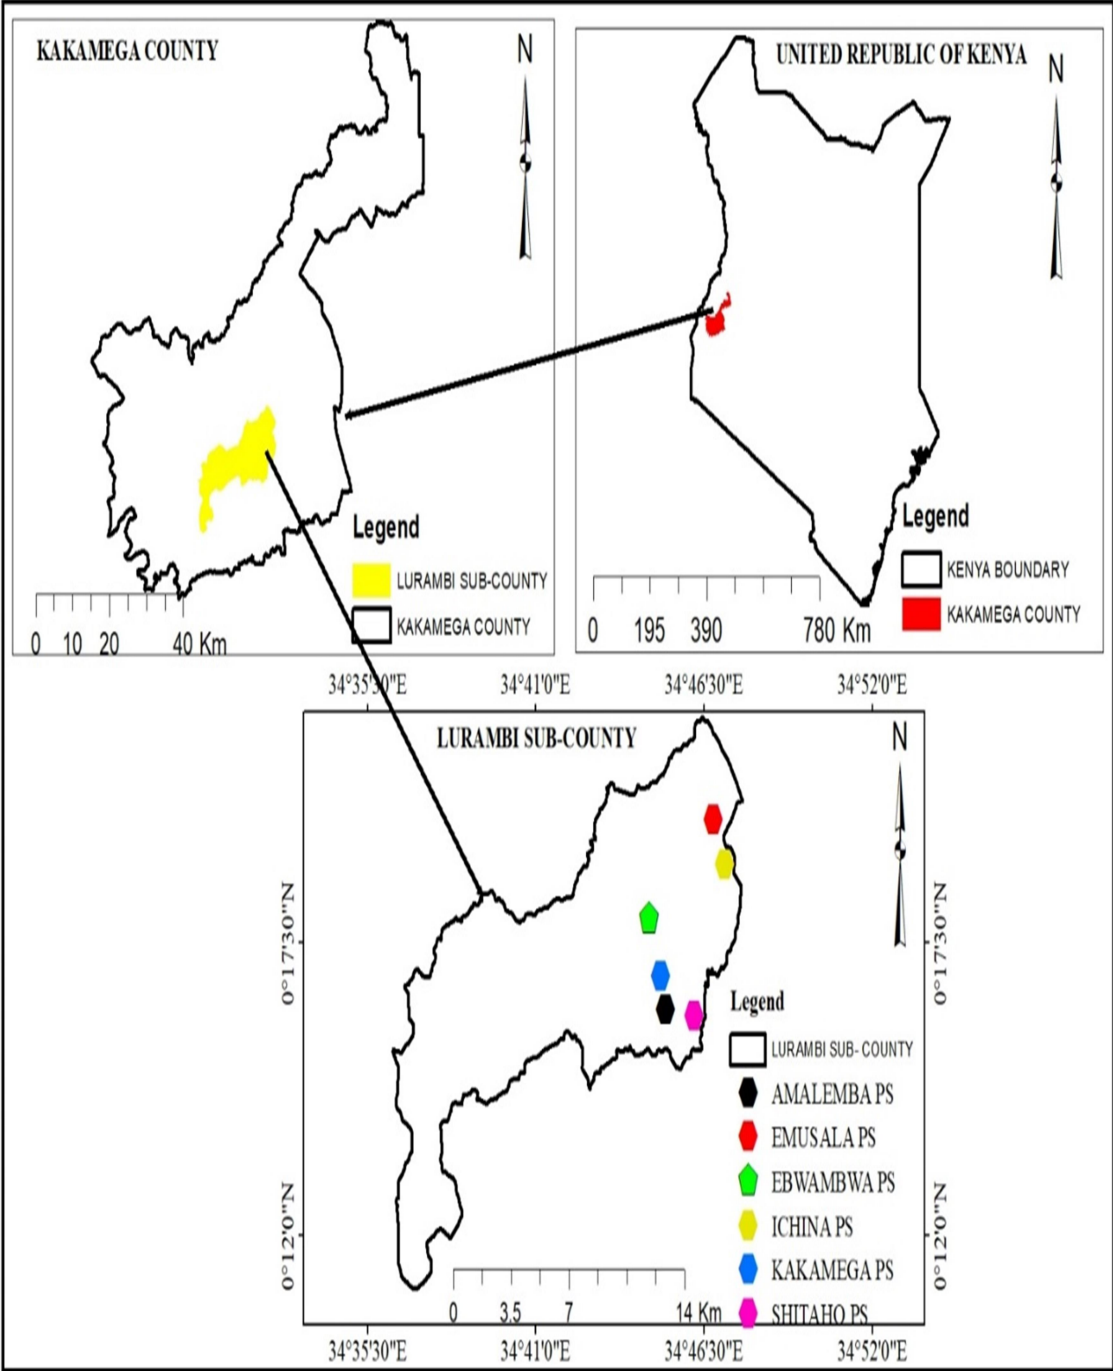 KAKAMEGA COUNTY
N
Legend
LURAMBI SUB-COUNTY
KAKAMEGA COUNTY
0 10 20 40 Km
UNITED REPUBLIC OF KENYA
N
Legend
KENYA BOUNDARY
KAKAMEGA COUNTY
0 195 390 780 Km
34°35'30"E 34°41'0"E 34°46'30"E 34°52'0"E
LURAMBI SUB-COUNTY
N
0°17'30"N
0°17'30"N
Legend
LURAMBI SUB- COUNTY
AMALEMBA PS
EMUSALA PS
EBWAMBWA PS
ICHINA PS
KAKAMEGA PS
SHITAHO PS
0°12'0"N
0°12'0"N
0 3.5 7 14 Km
34°35'30"E 34°41'0"E 34°46'30"E 34°52'0"E